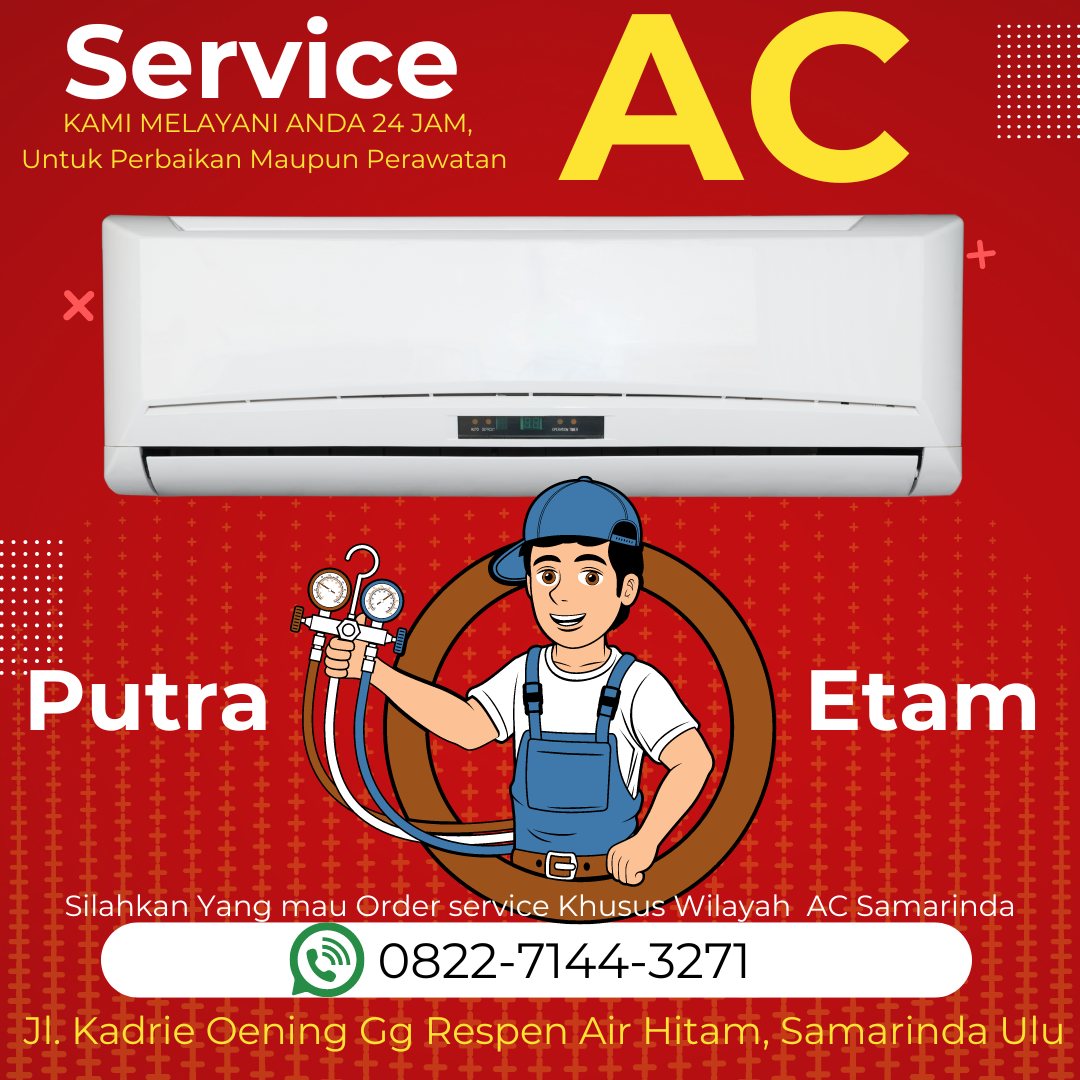 Service
AC
KAMI MELAYANI ANDA 24 JAM,
Untuk Perbaikan Maupun Perawatan
Putra
Etam
Silahkan Yang mau Order service Khusus Wilayah AC Samarinda
0822-7144-3271
Jl. Kadrie Oening Gg Respen Air Hitam, Samarinda Ulu